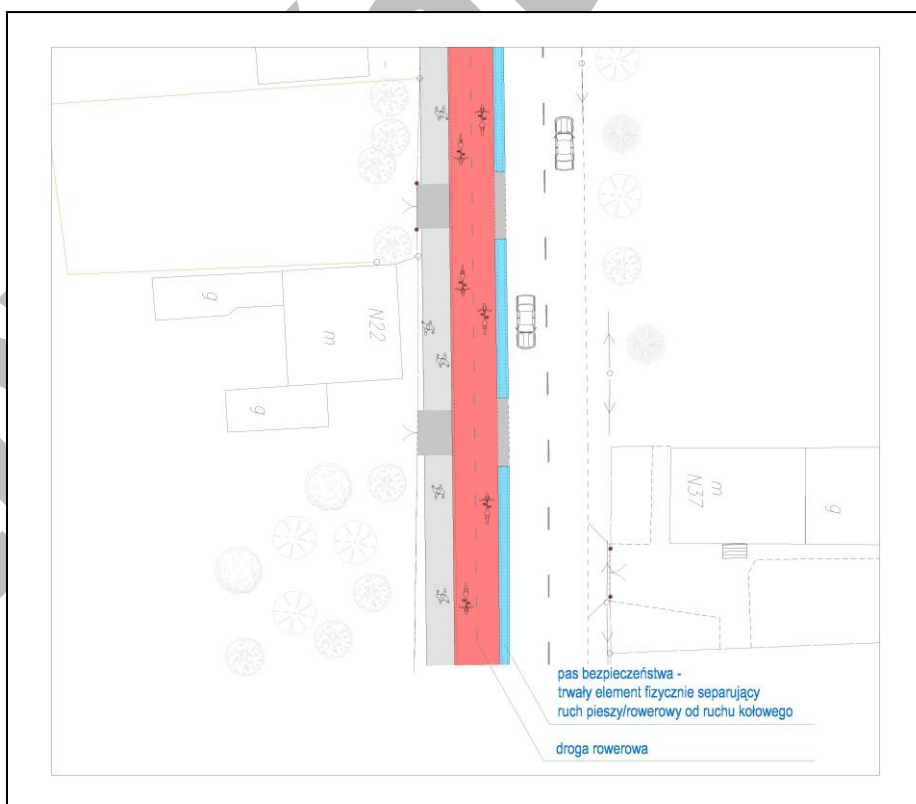 g
N22
m
g
m
N37
g
pas bezpieczeństwa -
trwały element fizycznie separujący
ruch pieszy/rowerowy od ruchu kołowego
droga rowerowa